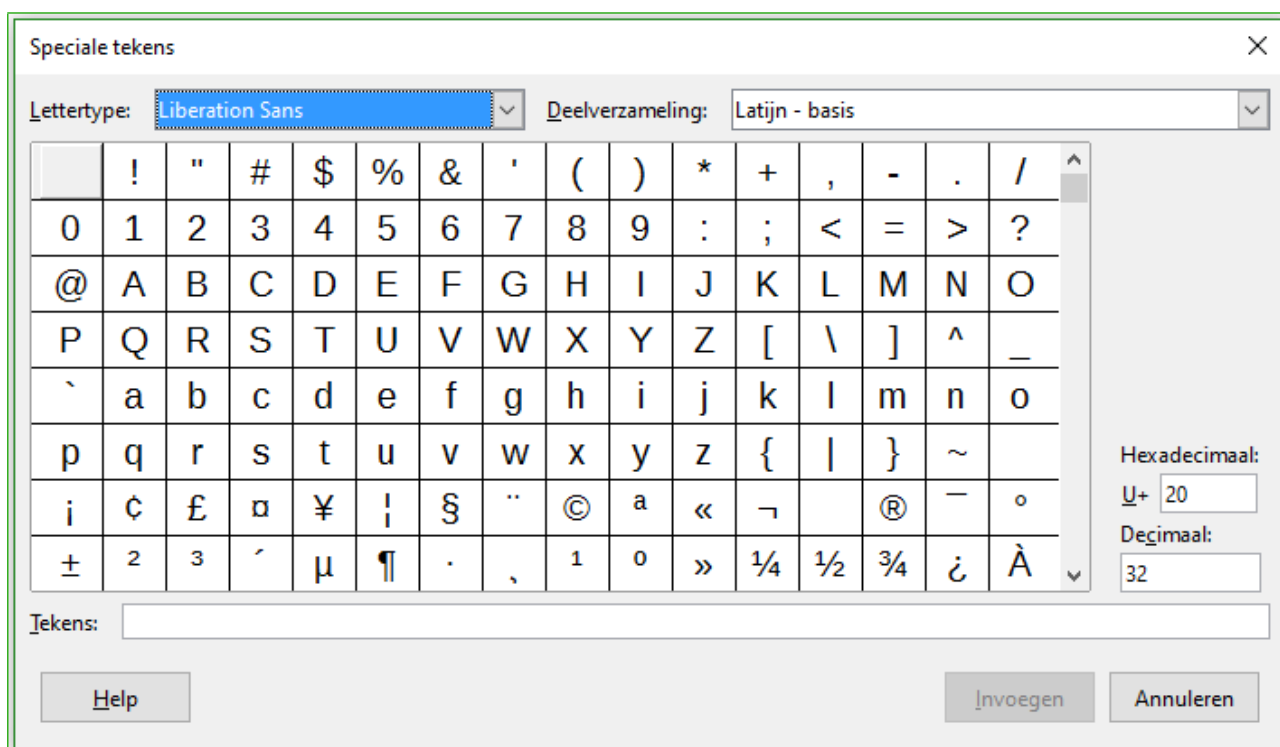 Speciale tekens
Lettertype: Liberation Sans Deelverzameling: Latijn - basis
! " # $ % & ' ( ) * + , - . /
0 1 2 3 4 5 6 7 8 9 : ; < = > ?
@ A B C D E F G H I J K L M N O
P Q R S T U V W X Y Z [ \ ] ^ _
` a b c d e f g h i j k l m n o
p q r s t u v w x y z { | } ~
¡ ¢ £ ¤ ¥ ¦ § ¨ © ª « ¬ ® ¯ °
± ² ³ ´ µ ¶ · ¸ ¹ º » ¼ ½ ¾ ¿ À
Hexadecimaal:
U+ 20
Decimaal:
32
Tekens:
Help Invoegen Annuleren